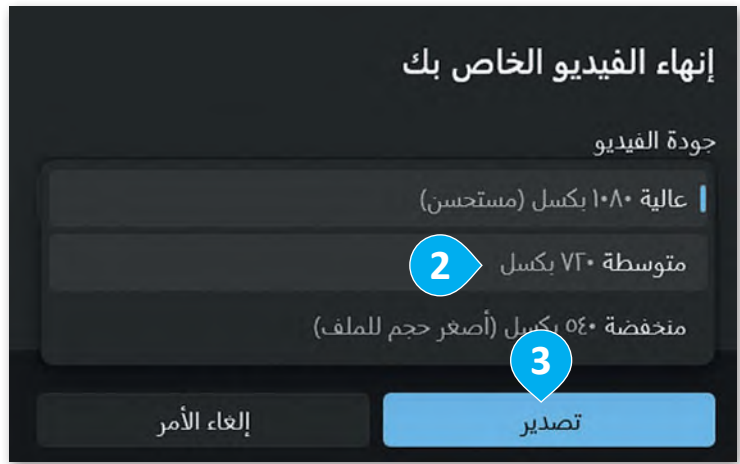 إنهاء الفيديو الخاص بك
جودة الفيديو
عالية ١٠٨٠ بكسل (مستحسن)
متوسطة ٧٢٠ بكسل
2
منخفضة ٥٤٠ بكسل (أصغر حجم للملف)
3
تصدير
إلغاء الأمر